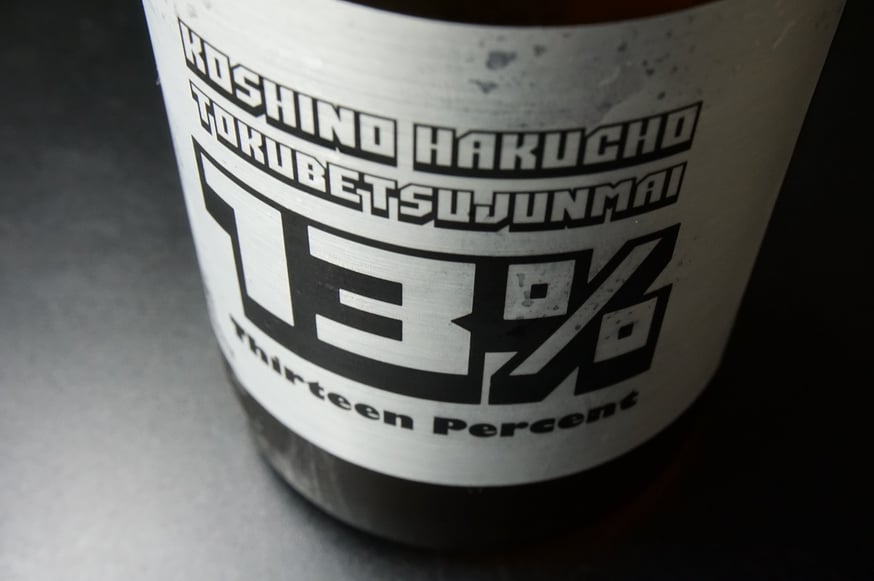 KOSHINO HAKUCHO
TOKUBETSUJUNMAI
13%
Thirteen Percent